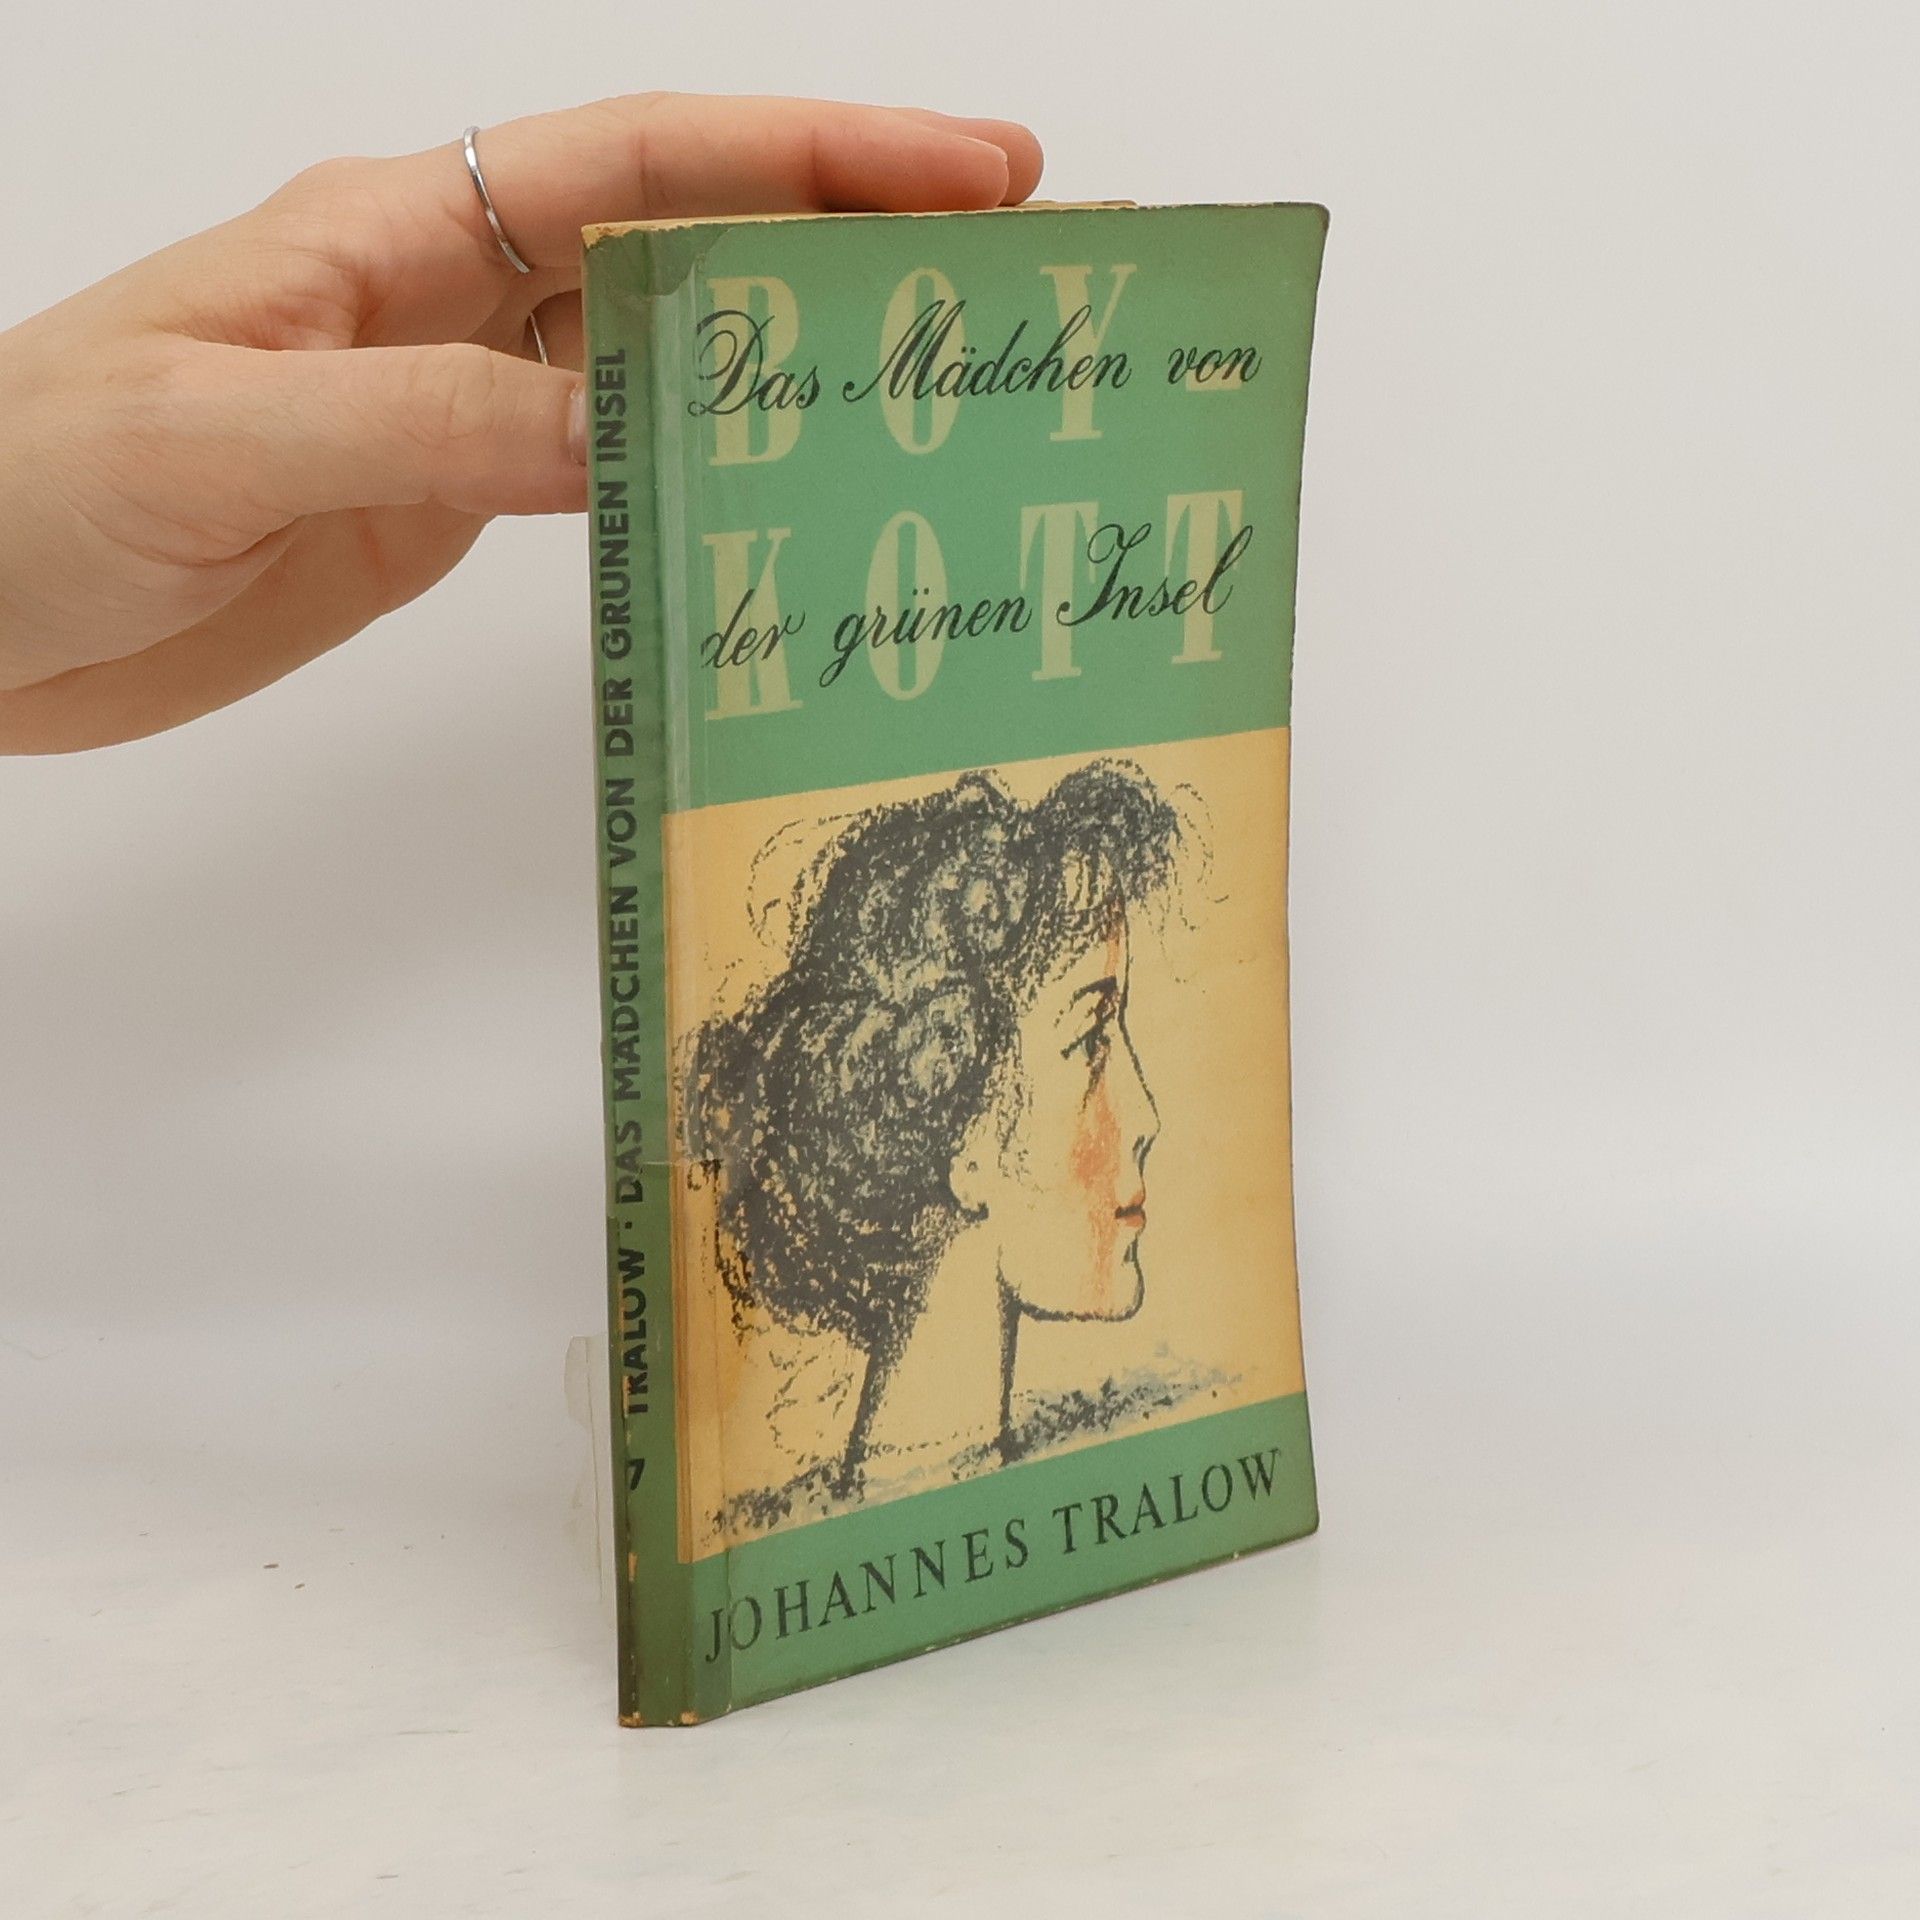 BOY-
Das Mädchen von
KOTT
der grünen Insel
JOHANNES TRALOW
TRALOW · DAS MÄDCHEN VON DER GRÜNEN INSEL